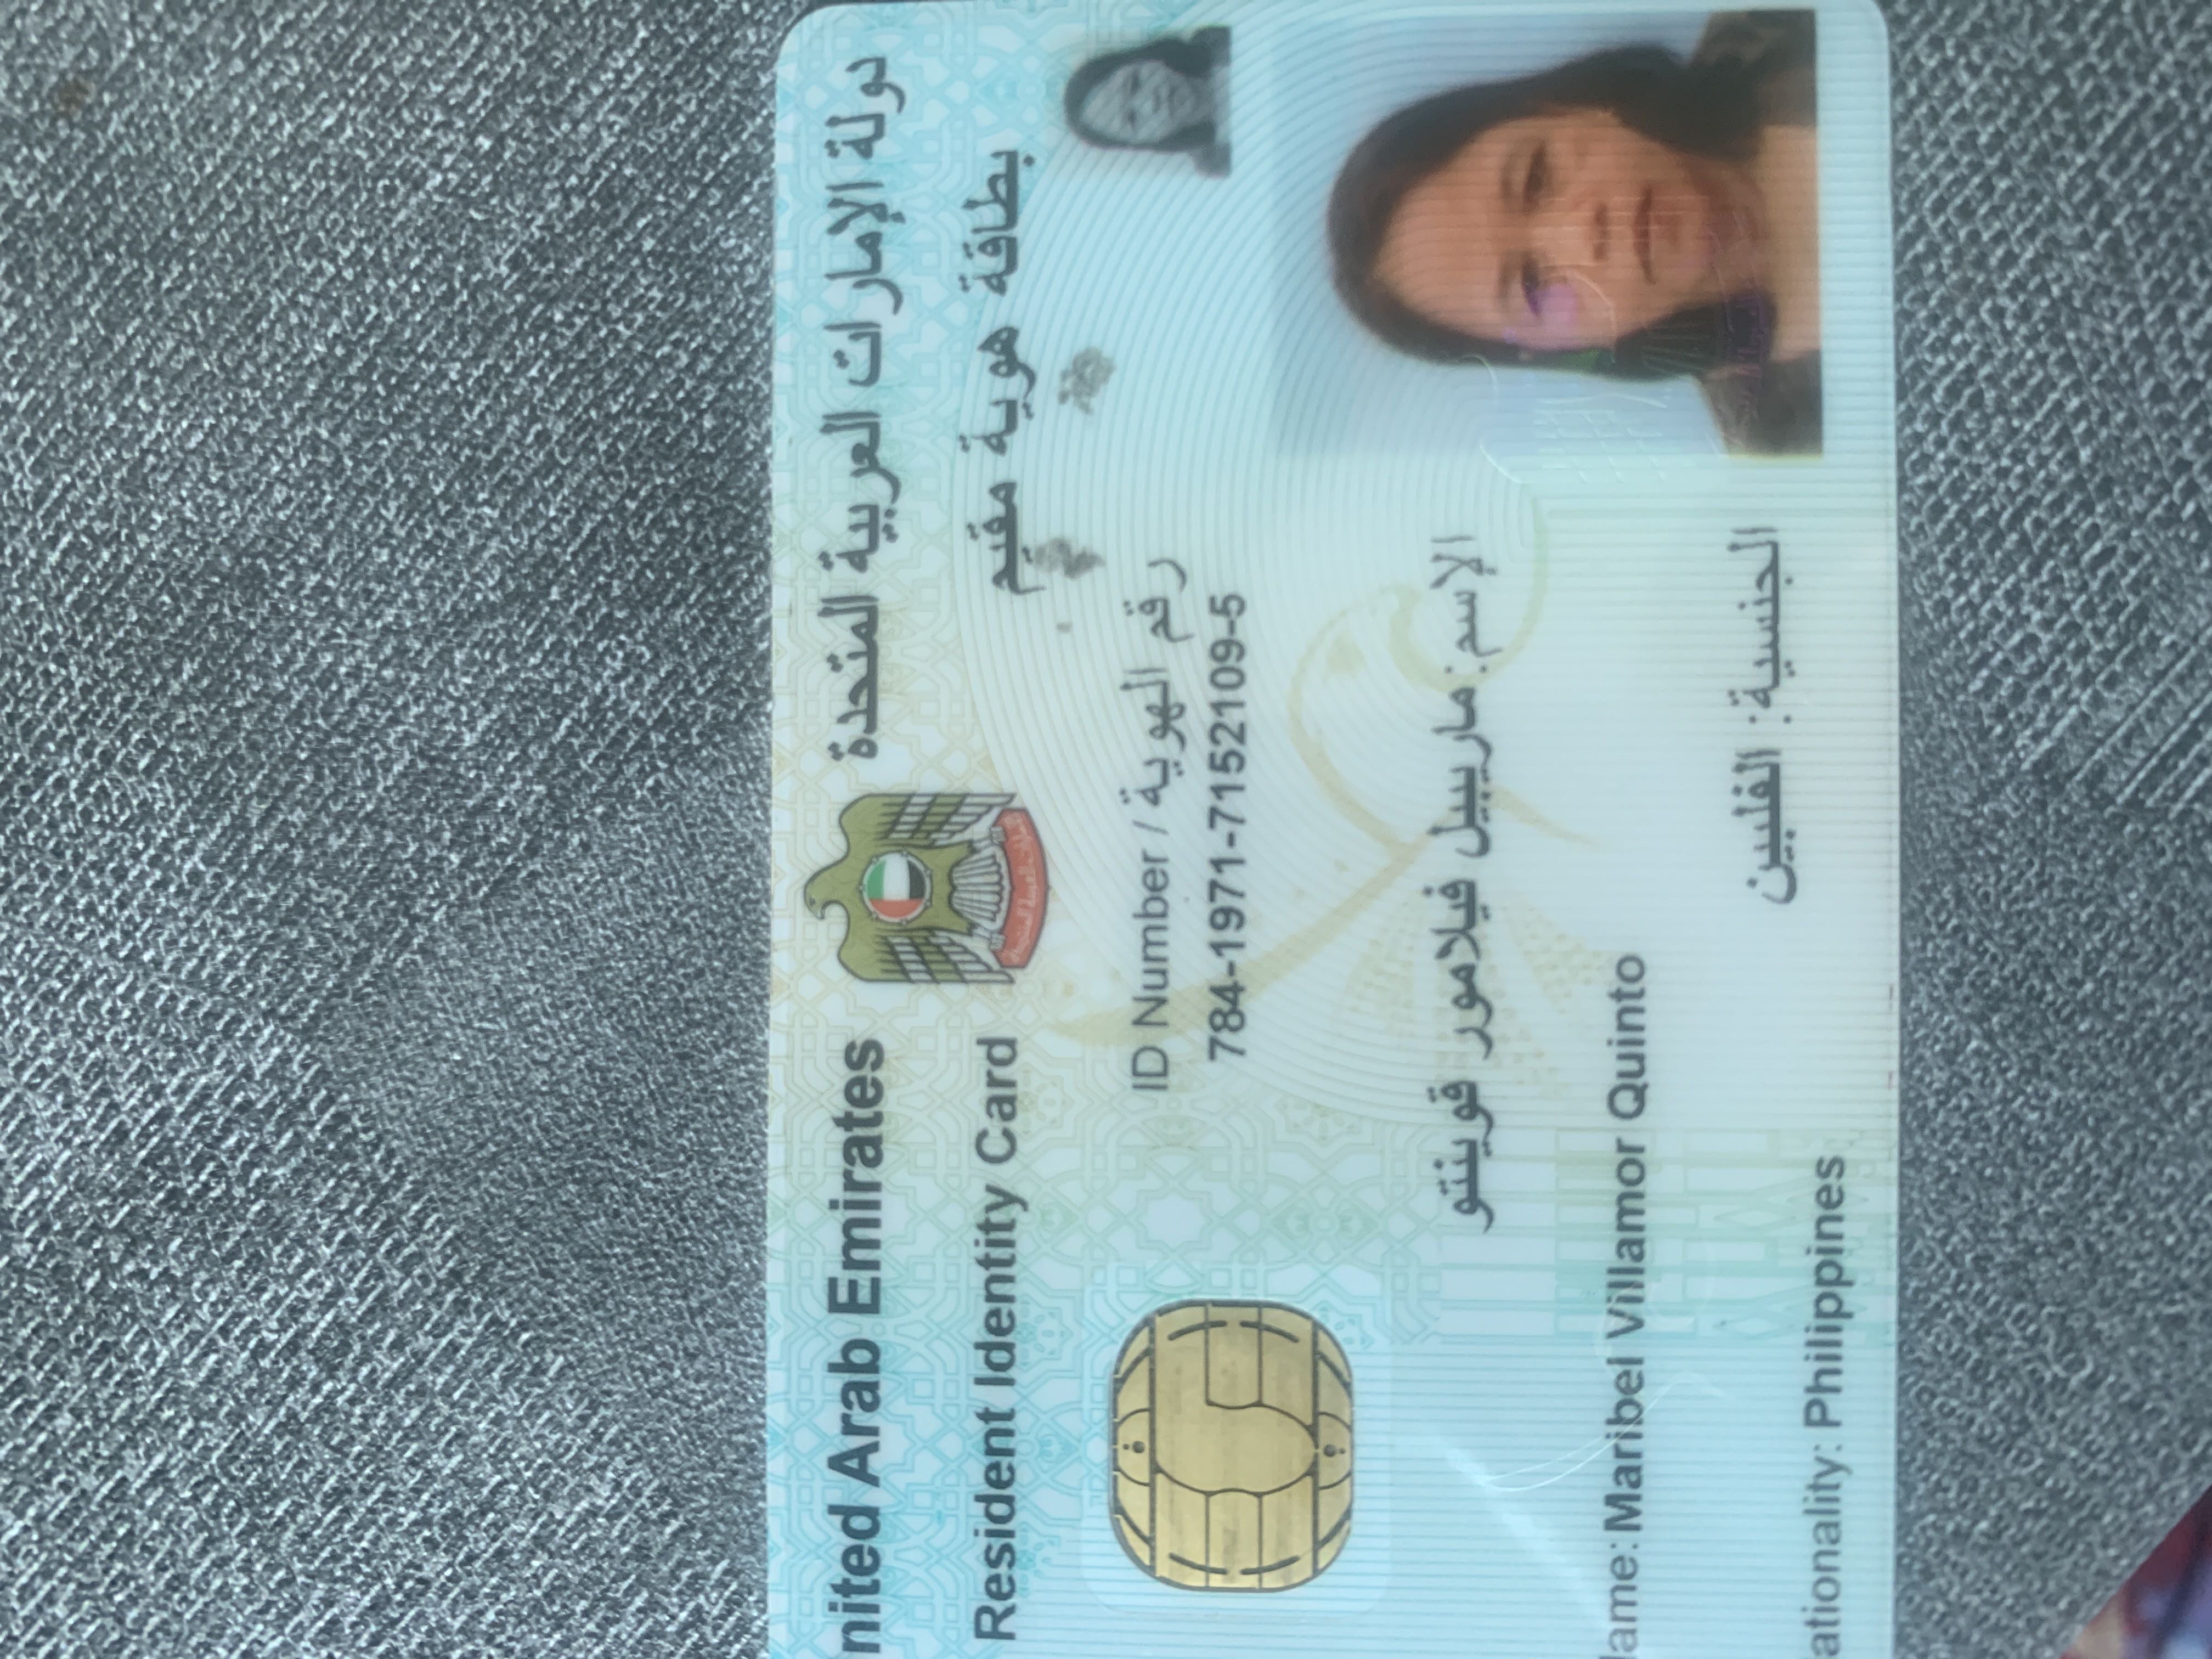 nited Arab Emirates
دولة الإمارات العربية المتحدة
Resident Identity Card
بطاقة هوية مقيم
ID Number / رقم الهوية
784-1971-7152109-5
الإسم: ماريبيل فيلامور قوينتو
ame: Maribel Villamor Quinto
الجنسية: الفلبين
ationality: Philippines